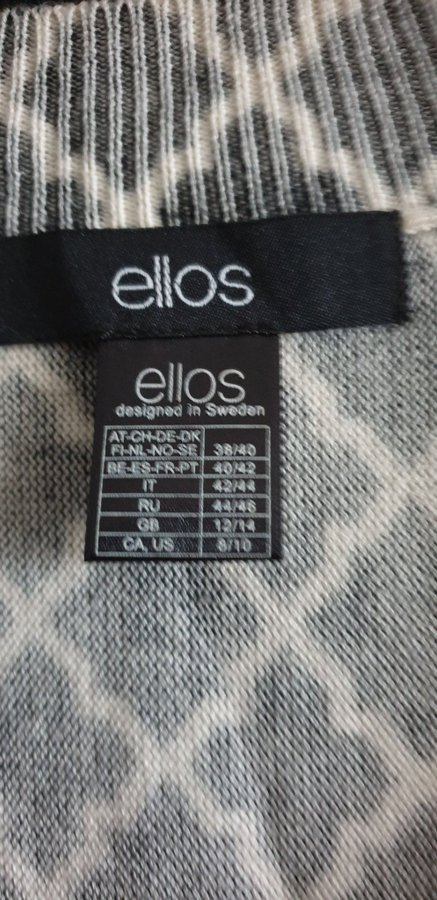 ellos
ellos
designed in Sweden
AT-CH-DE-DK
FI-NL-NO-SE 38/40
BE-ES-FR-PT 40/42
IT 42/44
RU 44/46
GB 12/14
CA, US 8/10